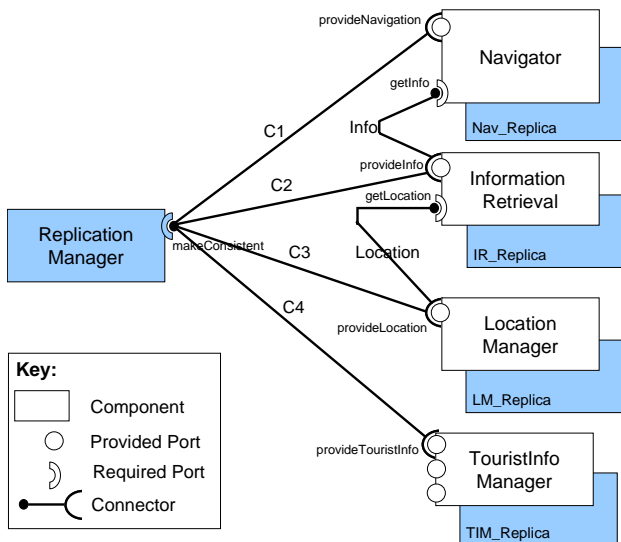 provideNavigation
Navigator
getInfo
Nav_Replica
C1
Info
provideInfo
C2
Information
Retrieval
getLocation
Replication
Manager
makeConsistent
IR_Replica
C3
Location
C4
provideLocation
Location
Manager
LM_Replica
Key:
Component
Provided Port
Required Port
Connector
provideTouristInfo
TouristInfo
Manager
TIM_Replica